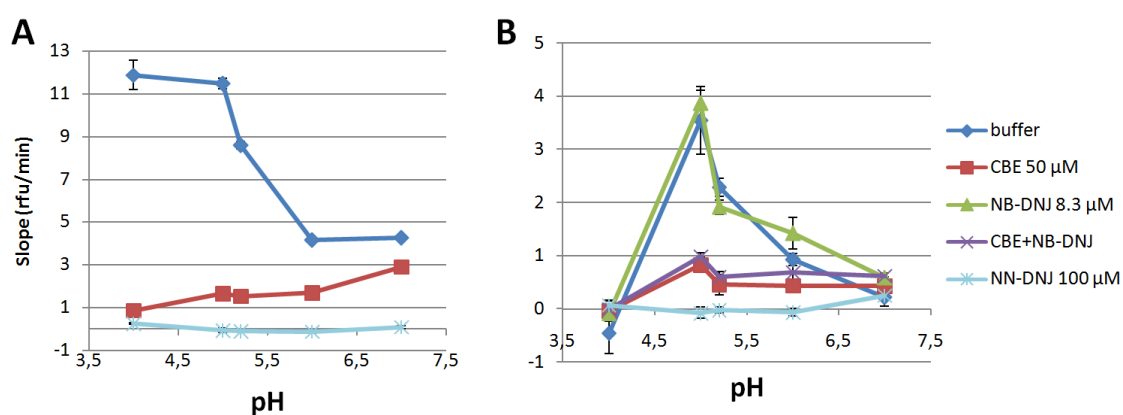 A
13
11
9
7
5
3
1
-1
Slope (rfu/min)
3,5 4,5 5,5 6,5 7,5
pH
B
5
4
3
2
1
0
-1
3,5 4,5 5,5 6,5 7,5
pH
buffer
CBE 50 µM
NB-DNJ 8.3 µM
CBE+NB-DNJ
NN-DNJ 100 µM